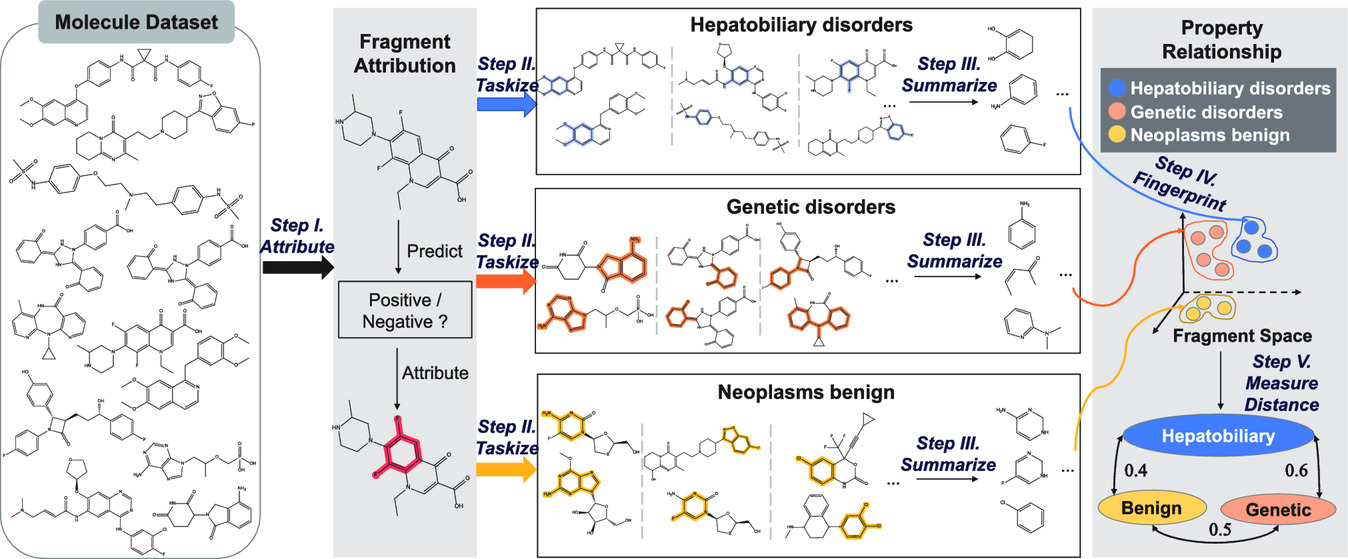 Molecule Dataset
Fragment
Attribution
Step I.
Attribute
Predict
Positive /
Negative ?
Attribute
Step II.
Taskize
Hepatobiliary disorders
Step III.
Summarize
...
...
Step II.
Taskize
Genetic disorders
Step III.
Summarize
...
...
Step II.
Taskize
Neoplasms benign
Step III.
Summarize
...
...
Property
Relationship
Hepatobiliary disorders
Genetic disorders
Neoplasms benign
Step IV.
Fingerprint
Fragment Space
Step V.
Measure
Distance
Hepatobiliary
0.4
0.6
Benign
Genetic
0.5